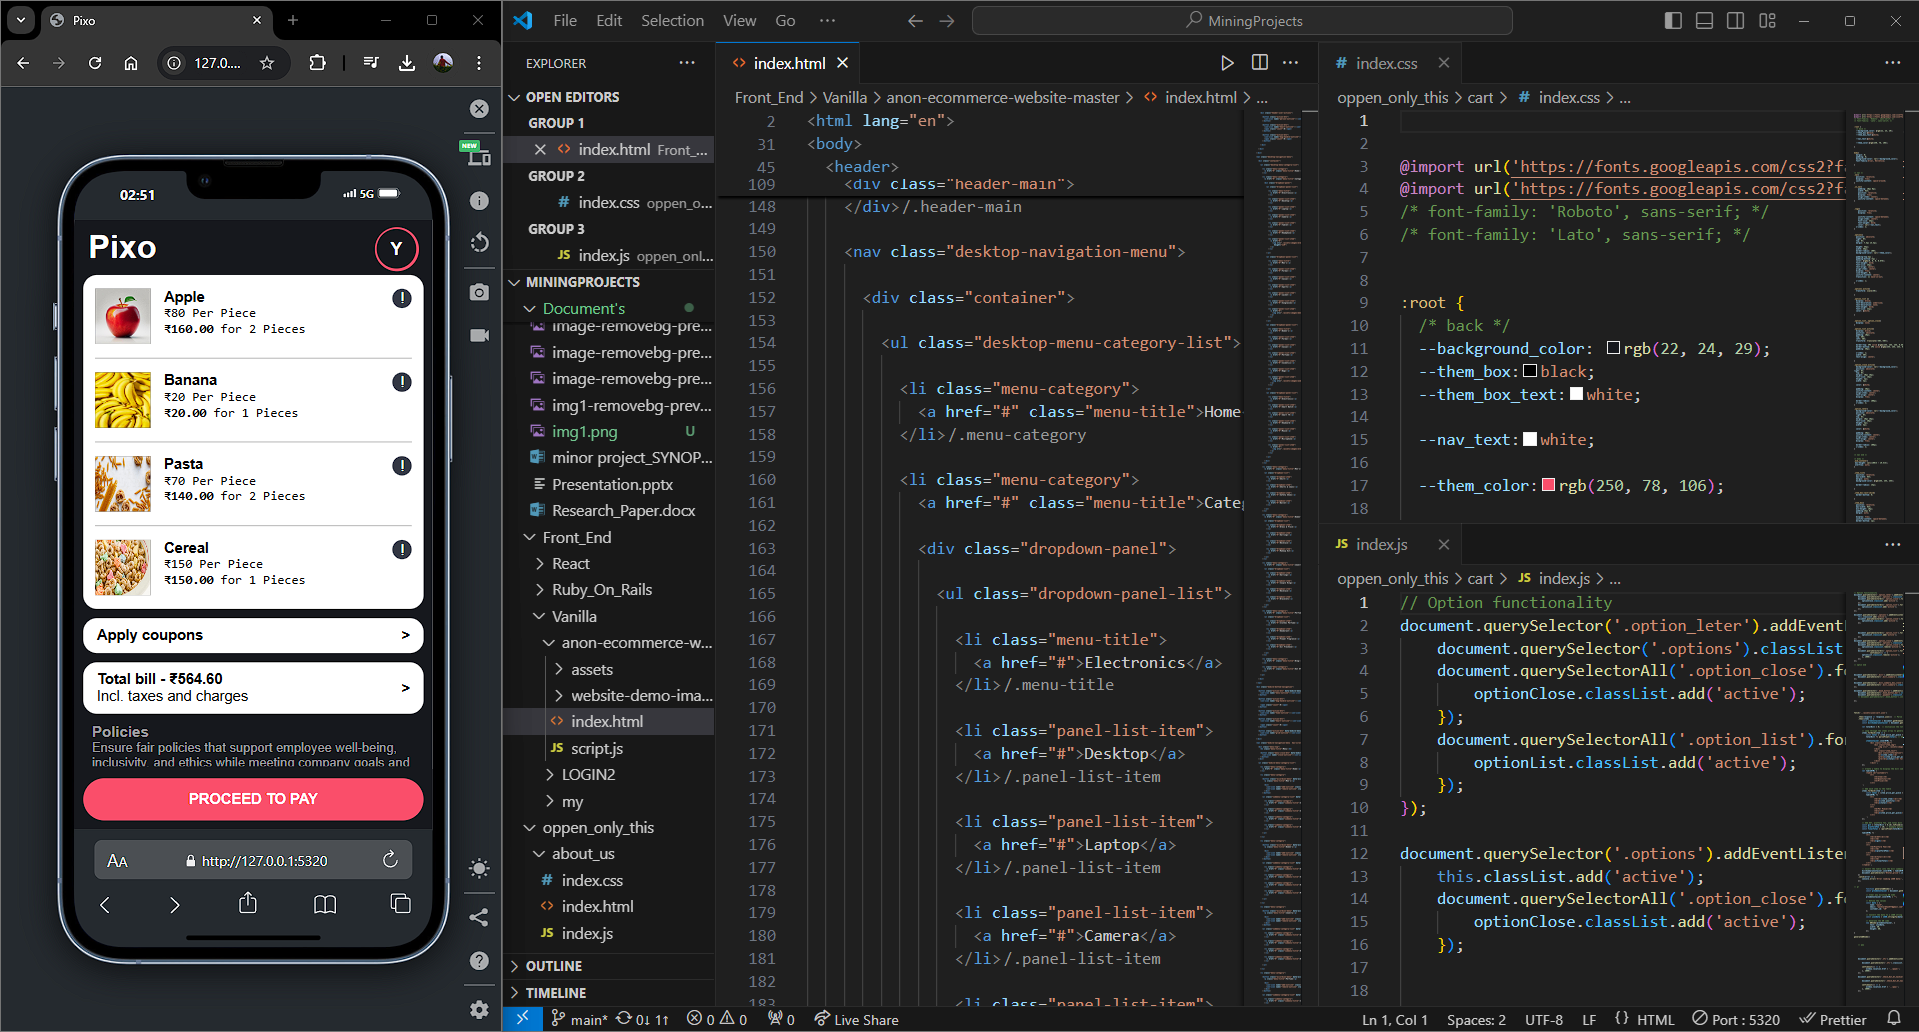 Pixo
127.0....
NEW
02:51
5G
Pixo
Y
Apple
₹80 Per Piece
₹160.00 for 2 Pieces
Banana
₹20 Per Piece
₹20.00 for 1 Pieces
Pasta
₹70 Per Piece
₹140.00 for 2 Pieces
Cereal
₹150 Per Piece
₹150.00 for 1 Pieces
Apply coupons >
Total bill - ₹564.60
Incl. taxes and charges
>
Policies
Ensure fair policies that support employee well-being,
inclusivity, and ethics while meeting company goals and
PROCEED TO PAY
AA http://127.0.0.1:5320
File Edit Selection View Go ···
MiningProjects
EXPLORER ···
OPEN EDITORS
GROUP 1
index.html Front_...
GROUP 2
# index.css oppen_o...
GROUP 3
JS index.js oppen_onl...
MININGPROJECTS
Document's
image-removebg-pre...
image-removebg-pre...
image-removebg-pre...
img1-removebg-prev...
img1.png U
minor project_SYNOP...
Presentation.pptx
Research_Paper.docx
Front_End
React
Ruby_On_Rails
Vanilla
anon-ecommerce-w...
assets
website-demo-ima...
index.html
JS script.js
LOGIN2
my
oppen_only_this
about_us
# index.css
index.html
JS index.js
OUTLINE
TIMELINE
index.html
Front_End > Vanilla > anon-ecommerce-website-master > index.html > ...
2 <html lang="en">
31 <body>
45 <header>
109 <div class="header-main">
148 </div>/.header-main
149
150 <nav class="desktop-navigation-menu">
151
152 <div class="container">
153
154 <ul class="desktop-menu-category-list">
155
156 <li class="menu-category">
157 <a href="#" class="menu-title">Home
158 </li>/.menu-category
159
160 <li class="menu-category">
161 <a href="#" class="menu-title">Cate
162
163 <div class="dropdown-panel">
164
165 <ul class="dropdown-panel-list">
166
167 <li class="menu-title">
168 <a href="#">Electronics</a>
169 </li>/.menu-title
170
171 <li class="panel-list-item">
172 <a href="#">Desktop</a>
173 </li>/.panel-list-item
174
175 <li class="panel-list-item">
176 <a href="#">Laptop</a>
177 </li>/.panel-list-item
178
179 <li class="panel-list-item">
180 <a href="#">Camera</a>
181 </li>/.panel-list-item
182
183 <li class="panel-list-item">
# index.css
oppen_only_this > cart > # index.css > ...
1
2
3 @import url('https://fonts.googleapis.com/css2?f
4 @import url('https://fonts.googleapis.com/css2?f
5 /* font-family: 'Roboto', sans-serif; */
6 /* font-family: 'Lato', sans-serif; */
7
8
9 :root {
10 /* back */
11 --background_color: rgb(22, 24, 29);
12 --them_box: black;
13 --them_box_text: white;
14
15 --nav_text: white;
16
17 --them_color: rgb(250, 78, 106);
18
JS index.js
oppen_only_this > cart > JS index.js > ...
1 // Option functionality
2 document.querySelector('.option_leter').addEventL
3 document.querySelector('.options').classList
4 document.querySelectorAll('.option_close').fo
5 optionClose.classList.add('active');
6 });
7 document.querySelectorAll('.option_list').fo
8 optionList.classList.add('active');
9 });
10 });
11
12 document.querySelector('.options').addEventListe
13 this.classList.add('active');
14 document.querySelectorAll('.option_close').fo
15 optionClose.classList.add('active');
16 });
17
18
main* 0↓ 1↑ 0 0 0 Live Share
Ln 1, Col 1 Spaces: 2 UTF-8 LF {} HTML Port : 5320 Prettier